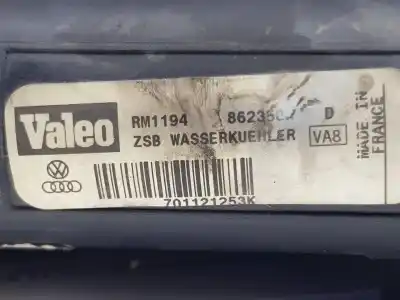 Valeo
RM1194 D
ZSB WASSERKUEHLER VA8
MADE IN
FRANCE
701121253K